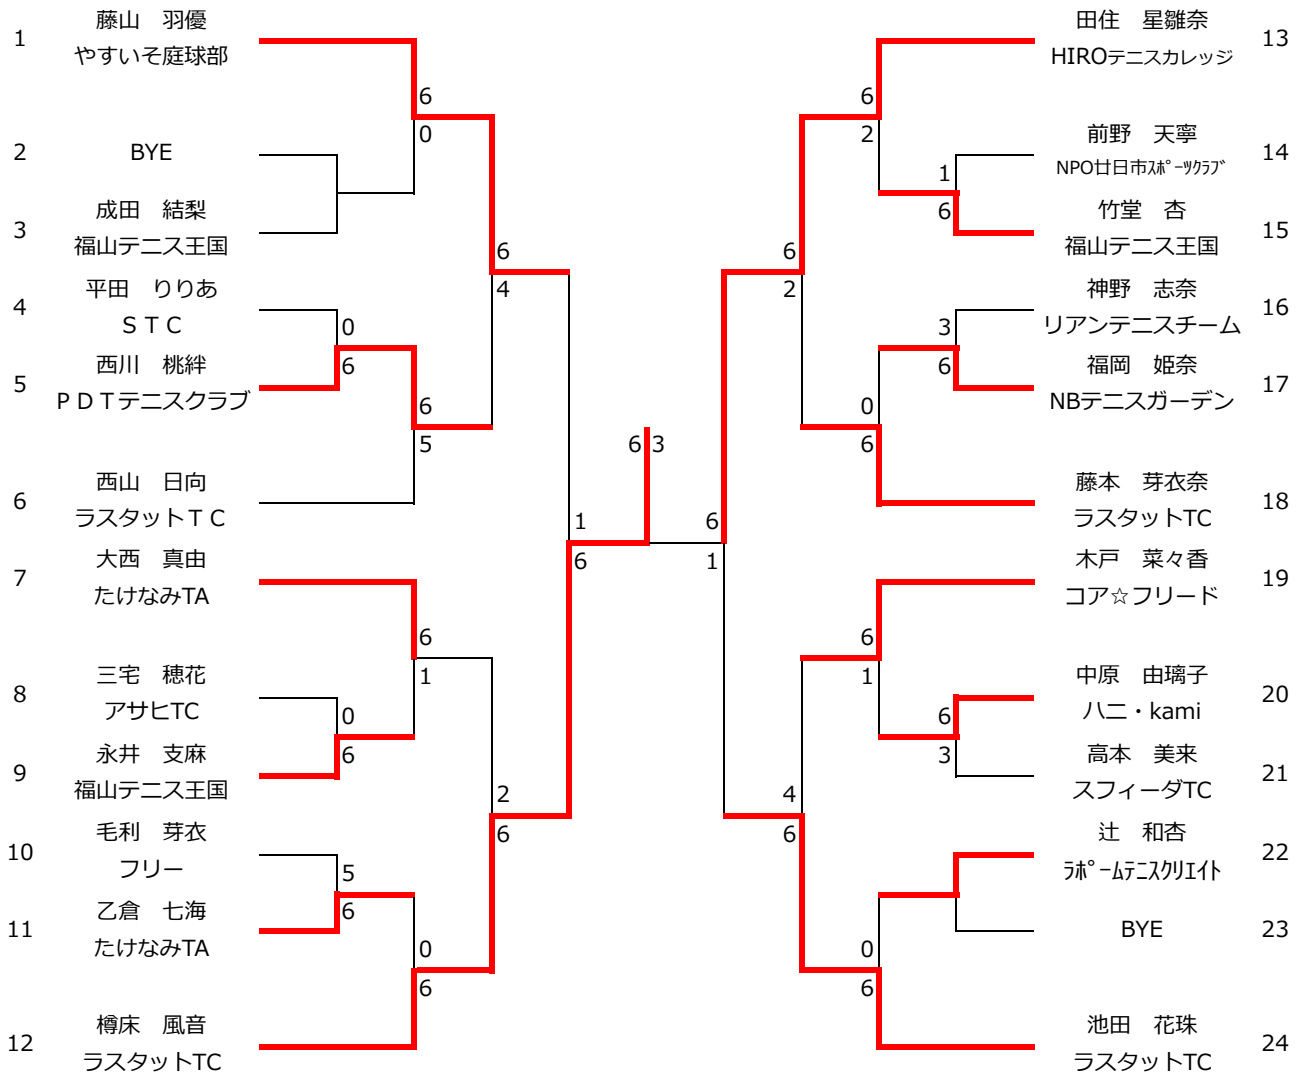 1
藤山　羽優
やすいそ庭球部
2
BYE
3
成田　結梨
福山テニス王国
4
平田　りりあ
ＳＴＣ
5
西川　桃絆
ＰＤＴテニスクラブ
6
西山　日向
ラスタットＴＣ
7
大西　真由
たけなみTA
8
三宅　穂花
アサヒTC
9
永井　支麻
福山テニス王国
10
毛利　芽衣
フリー
11
乙倉　七海
たけなみTA
12
樽床　風音
ラスタットTC
6
0
0
6
6
5
6
4
6
1
0
6
5
6
0
6
2
6
1
6
6 3
6
1
6
2
1
6
6
2
3
6
0
6
6
1
6
3
4
6
0
6
田住　星雛奈
HIROテニスカレッジ
13
前野　天寧
NPO廿日市ｽﾎﾟｰﾂｸﾗﾌﾞ
14
竹堂　杏
福山テニス王国
15
神野　志奈
リアンテニスチーム
16
福岡　姫奈
NBテニスガーデン
17
藤本　芽衣奈
ラスタットTC
18
木戸　菜々香
コア☆フリード
19
中原　由璃子
ハニ・kami
20
高本　美来
スフィーダTC
21
辻　和杏
ﾗﾎﾟｰﾑﾃﾆｽｸﾘｴｲﾄ
22
BYE
23
池田　花珠
ラスタットTC
24